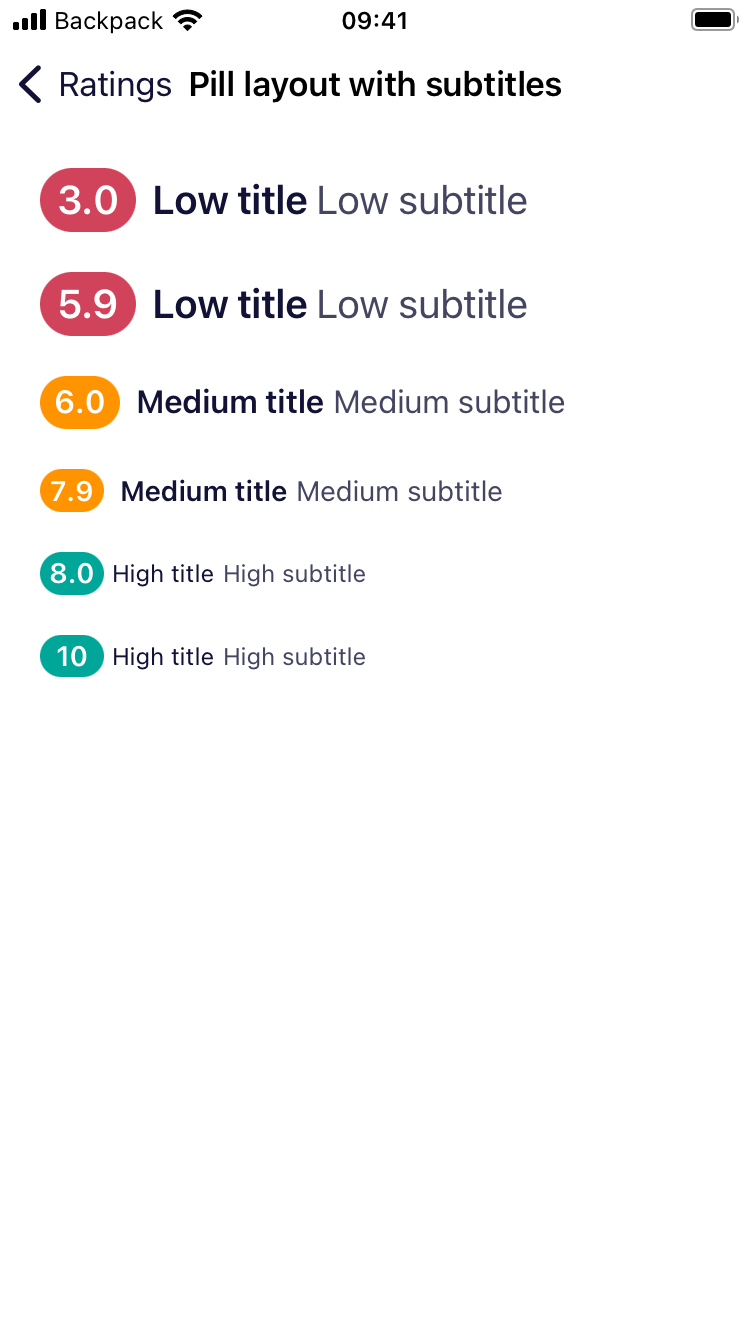 Backpack 09:41
Ratings Pill layout with subtitles
3.0 Low title Low subtitle
5.9 Low title Low subtitle
6.0 Medium title Medium subtitle
7.9 Medium title Medium subtitle
8.0 High title High subtitle
10 High title High subtitle